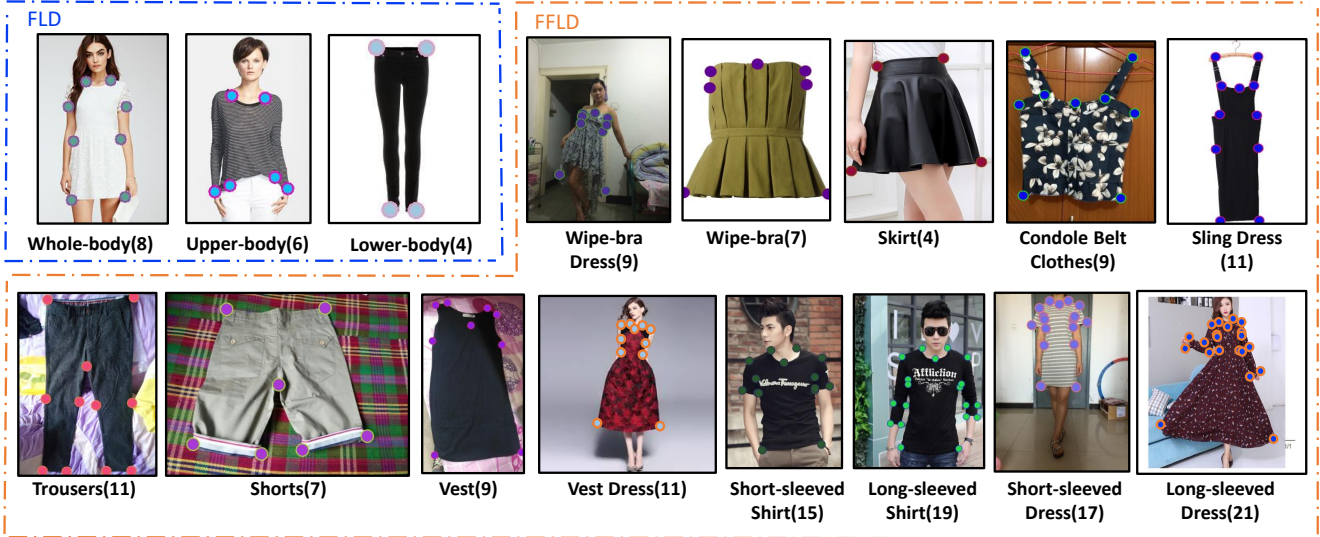 FLD
Whole-body(8)
Upper-body(6)
Lower-body(4)
FFLD
Wipe-bra
Dress(9)
Wipe-bra(7)
Skirt(4)
Condole Belt
Clothes(9)
Sling Dress
(11)
Trousers(11)
Shorts(7)
Vest(9)
Vest Dress(11)
Short-sleeved
Shirt(15)
Affliction
Long-sleeved
Shirt(19)
Short-sleeved
Dress(17)
Long-sleeved
Dress(21)